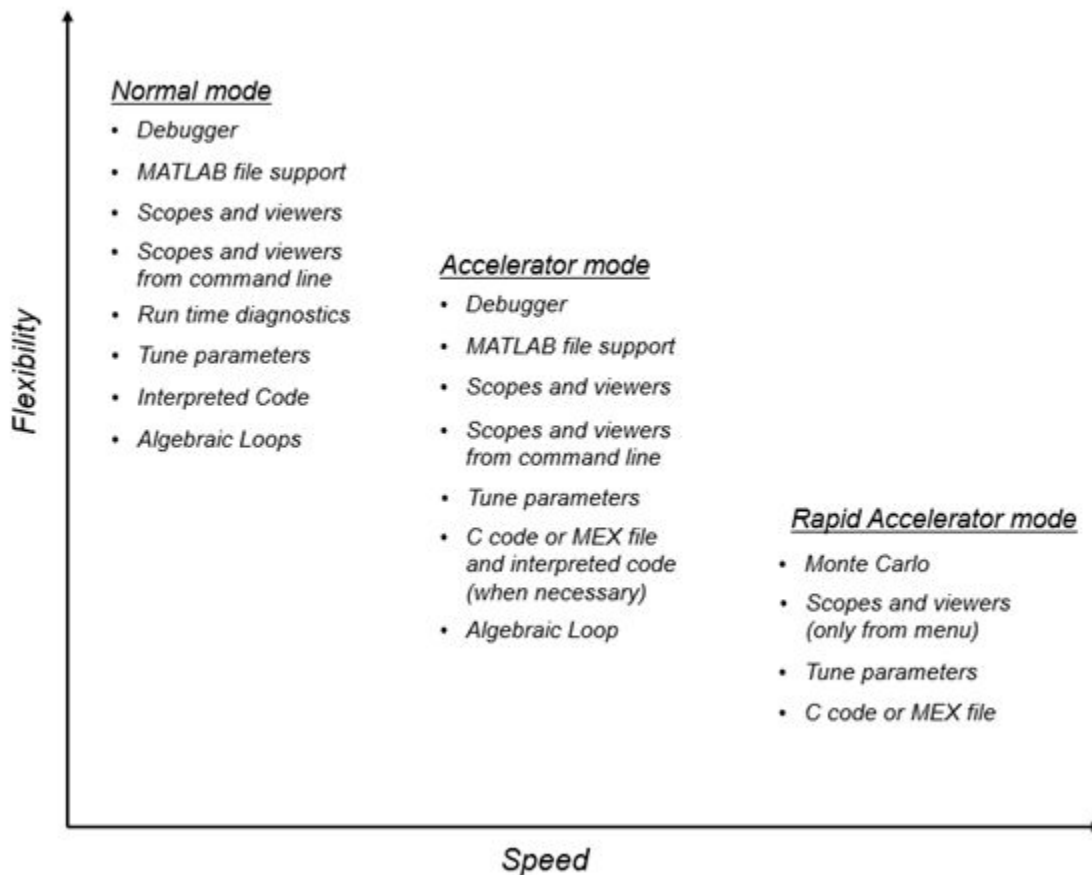 Flexibility
Normal mode
• Debugger
• MATLAB file support
• Scopes and viewers
• Scopes and viewers
from command line
• Run time diagnostics
• Tune parameters
• Interpreted Code
• Algebraic Loops
Accelerator mode
• Debugger
• MATLAB file support
• Scopes and viewers
• Scopes and viewers
from command line
• Tune parameters
• C code or MEX file
and interpreted code
(when necessary)
• Algebraic Loop
Rapid Accelerator mode
• Monte Carlo
• Scopes and viewers
(only from menu)
• Tune parameters
• C code or MEX file
Speed